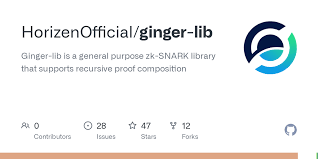 HorizenOfficial/ginger-lib
Ginger-lib is a general purpose zk-SNARK library
that supports recursive proof composition
0 28 47 12
Contributors Issues Stars Forks